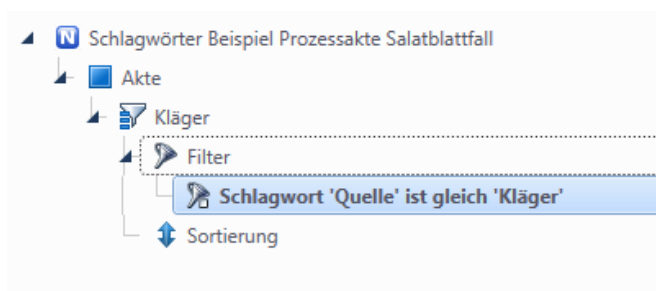 N Schlagwörter Beispiel Prozessakte Salatblattfall
Akte
Kläger
Filter
Schlagwort 'Quelle' ist gleich 'Kläger'
Sortierung